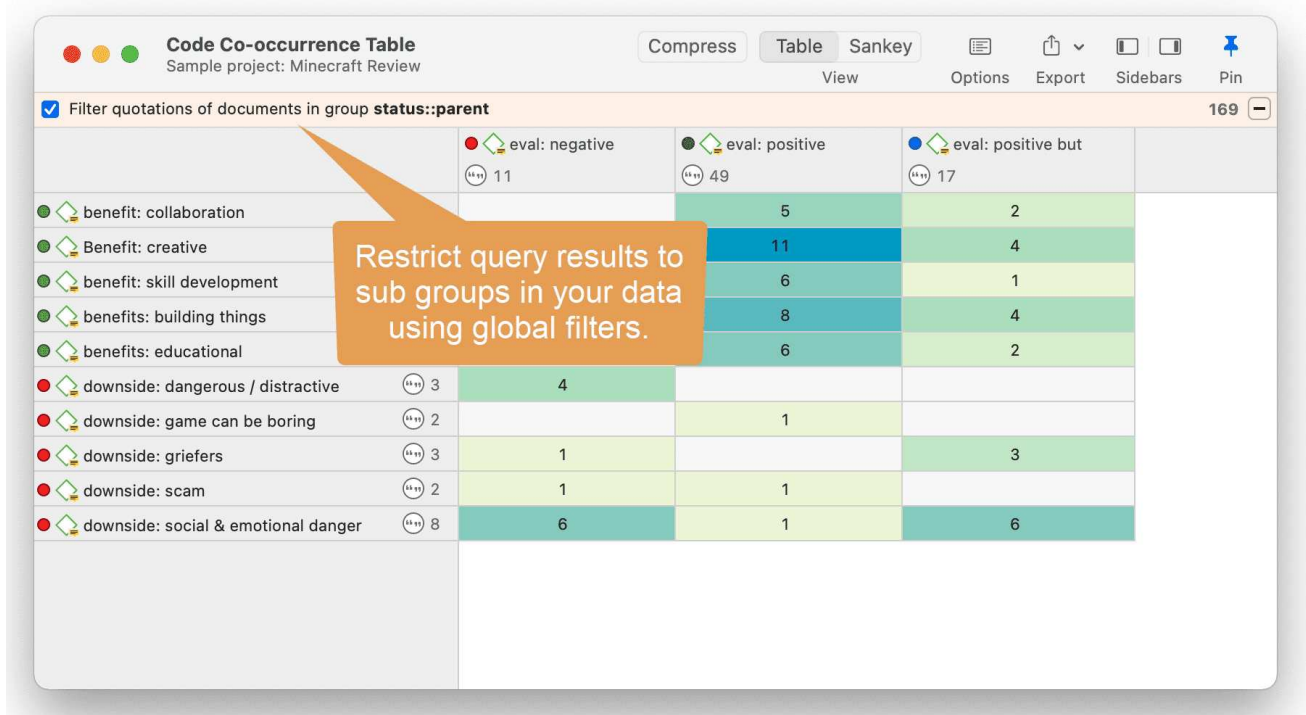 Code Co-occurrence Table
Sample project: Minecraft Review
Compress
Table Sankey
View
Options
Export
Sidebars
Pin
Filter quotations of documents in group status::parent
169
eval: negative
11
eval: positive
49
eval: positive but
17
benefit: collaboration 5 2
Benefit: creative 11 4
benefit: skill development 6 1
benefits: building things 8 4
benefits: educational 6 2
downside: dangerous / distractive 3 4
downside: game can be boring 2 1
downside: griefers 3 1 3
downside: scam 2 1 1
downside: social & emotional danger 8 6 1 6
Restrict query results to
sub groups in your data
using global filters.